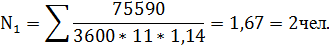 N₁ = ∑ 75590 / (3600 * 11 * 1,14) = 1,67 = 2чел.